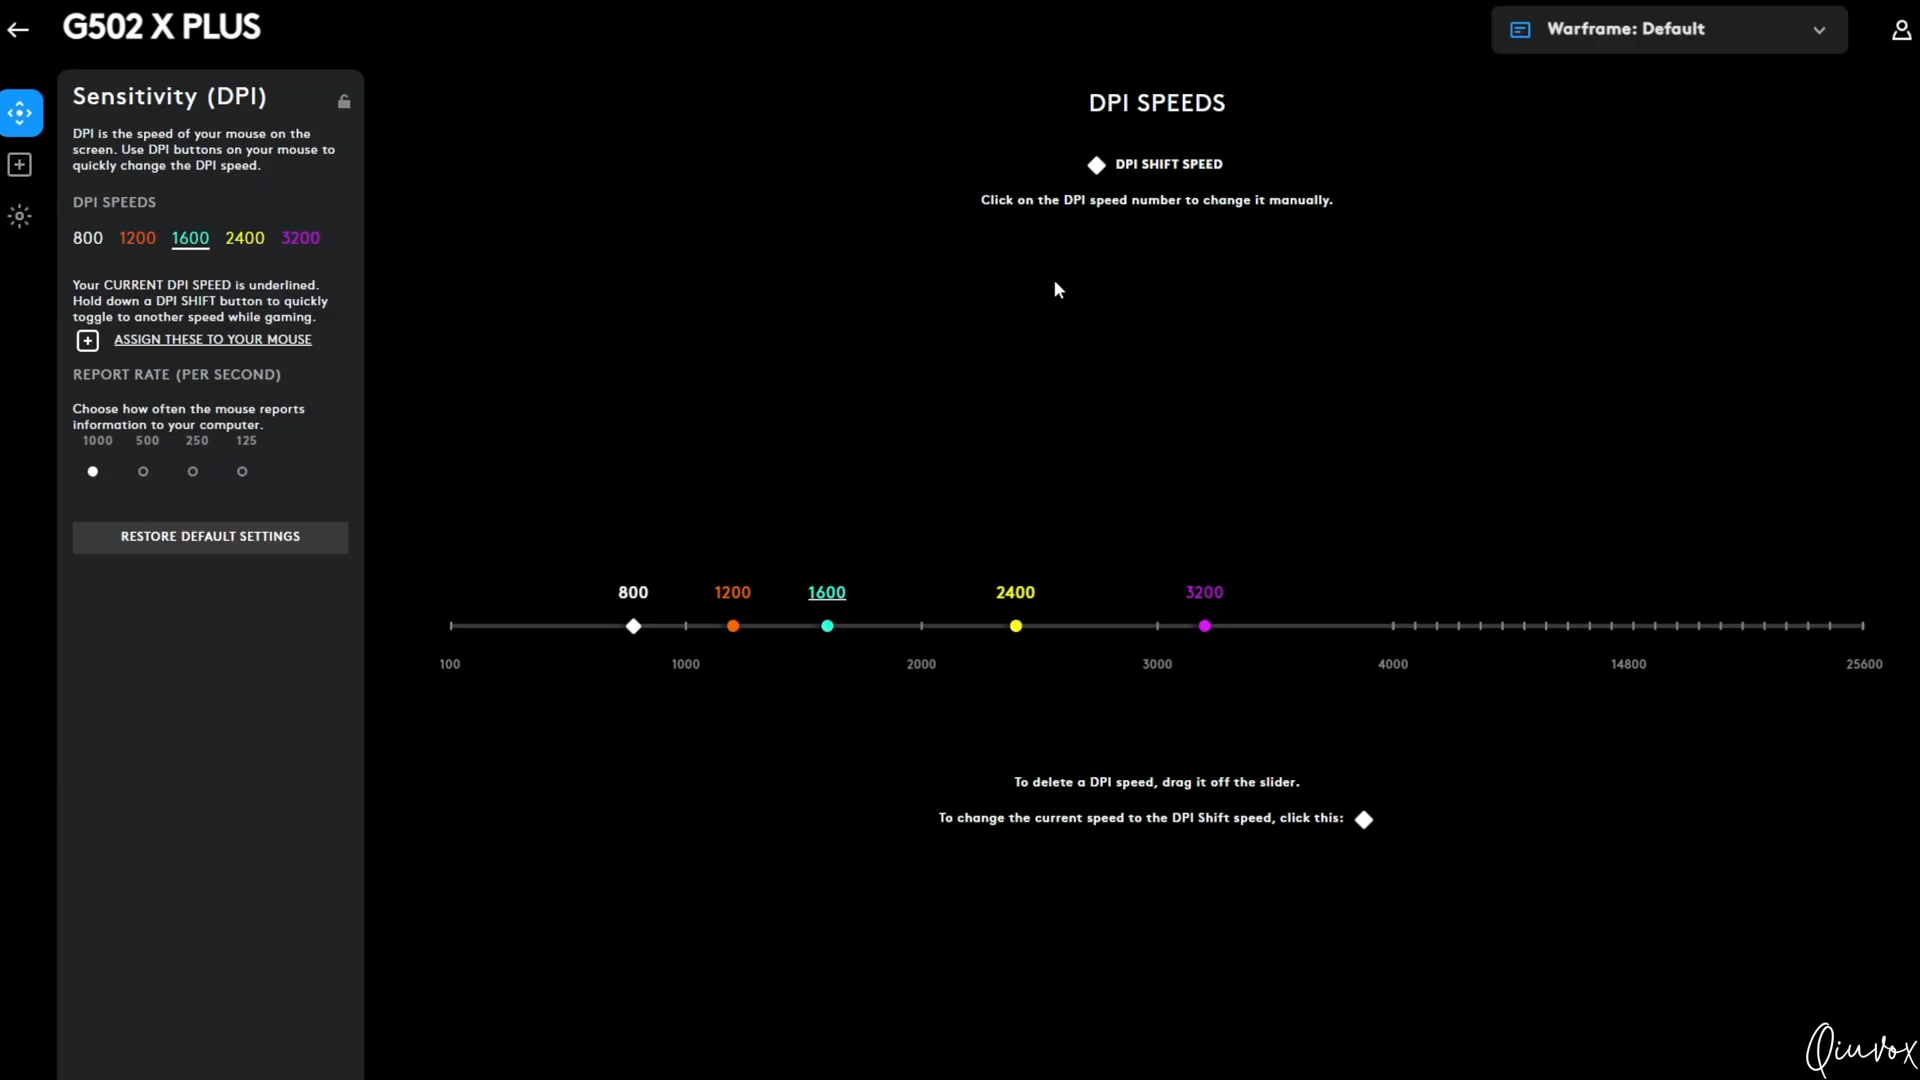 G502 X PLUS
Warframe: Default
Sensitivity (DPI)
DPI is the speed of your mouse on the
screen. Use DPI buttons on your mouse to
quickly change the DPI speed.
DPI SPEEDS
800 1200 1600 2400 3200
Your CURRENT DPI SPEED is underlined.
Hold down a DPI SHIFT button to quickly
toggle to another speed while gaming.
ASSIGN THESE TO YOUR MOUSE
REPORT RATE (PER SECOND)
Choose how often the mouse reports
information to your computer.
1000 500 250 125
RESTORE DEFAULT SETTINGS
DPI SPEEDS
DPI SHIFT SPEED
Click on the DPI speed number to change it manually.
800 1200 1600 2400 3200
100 1000 2000 3000 4000 14800 25600
To delete a DPI speed, drag it off the slider.
To change the current speed to the DPI Shift speed, click this:
Qiuvox